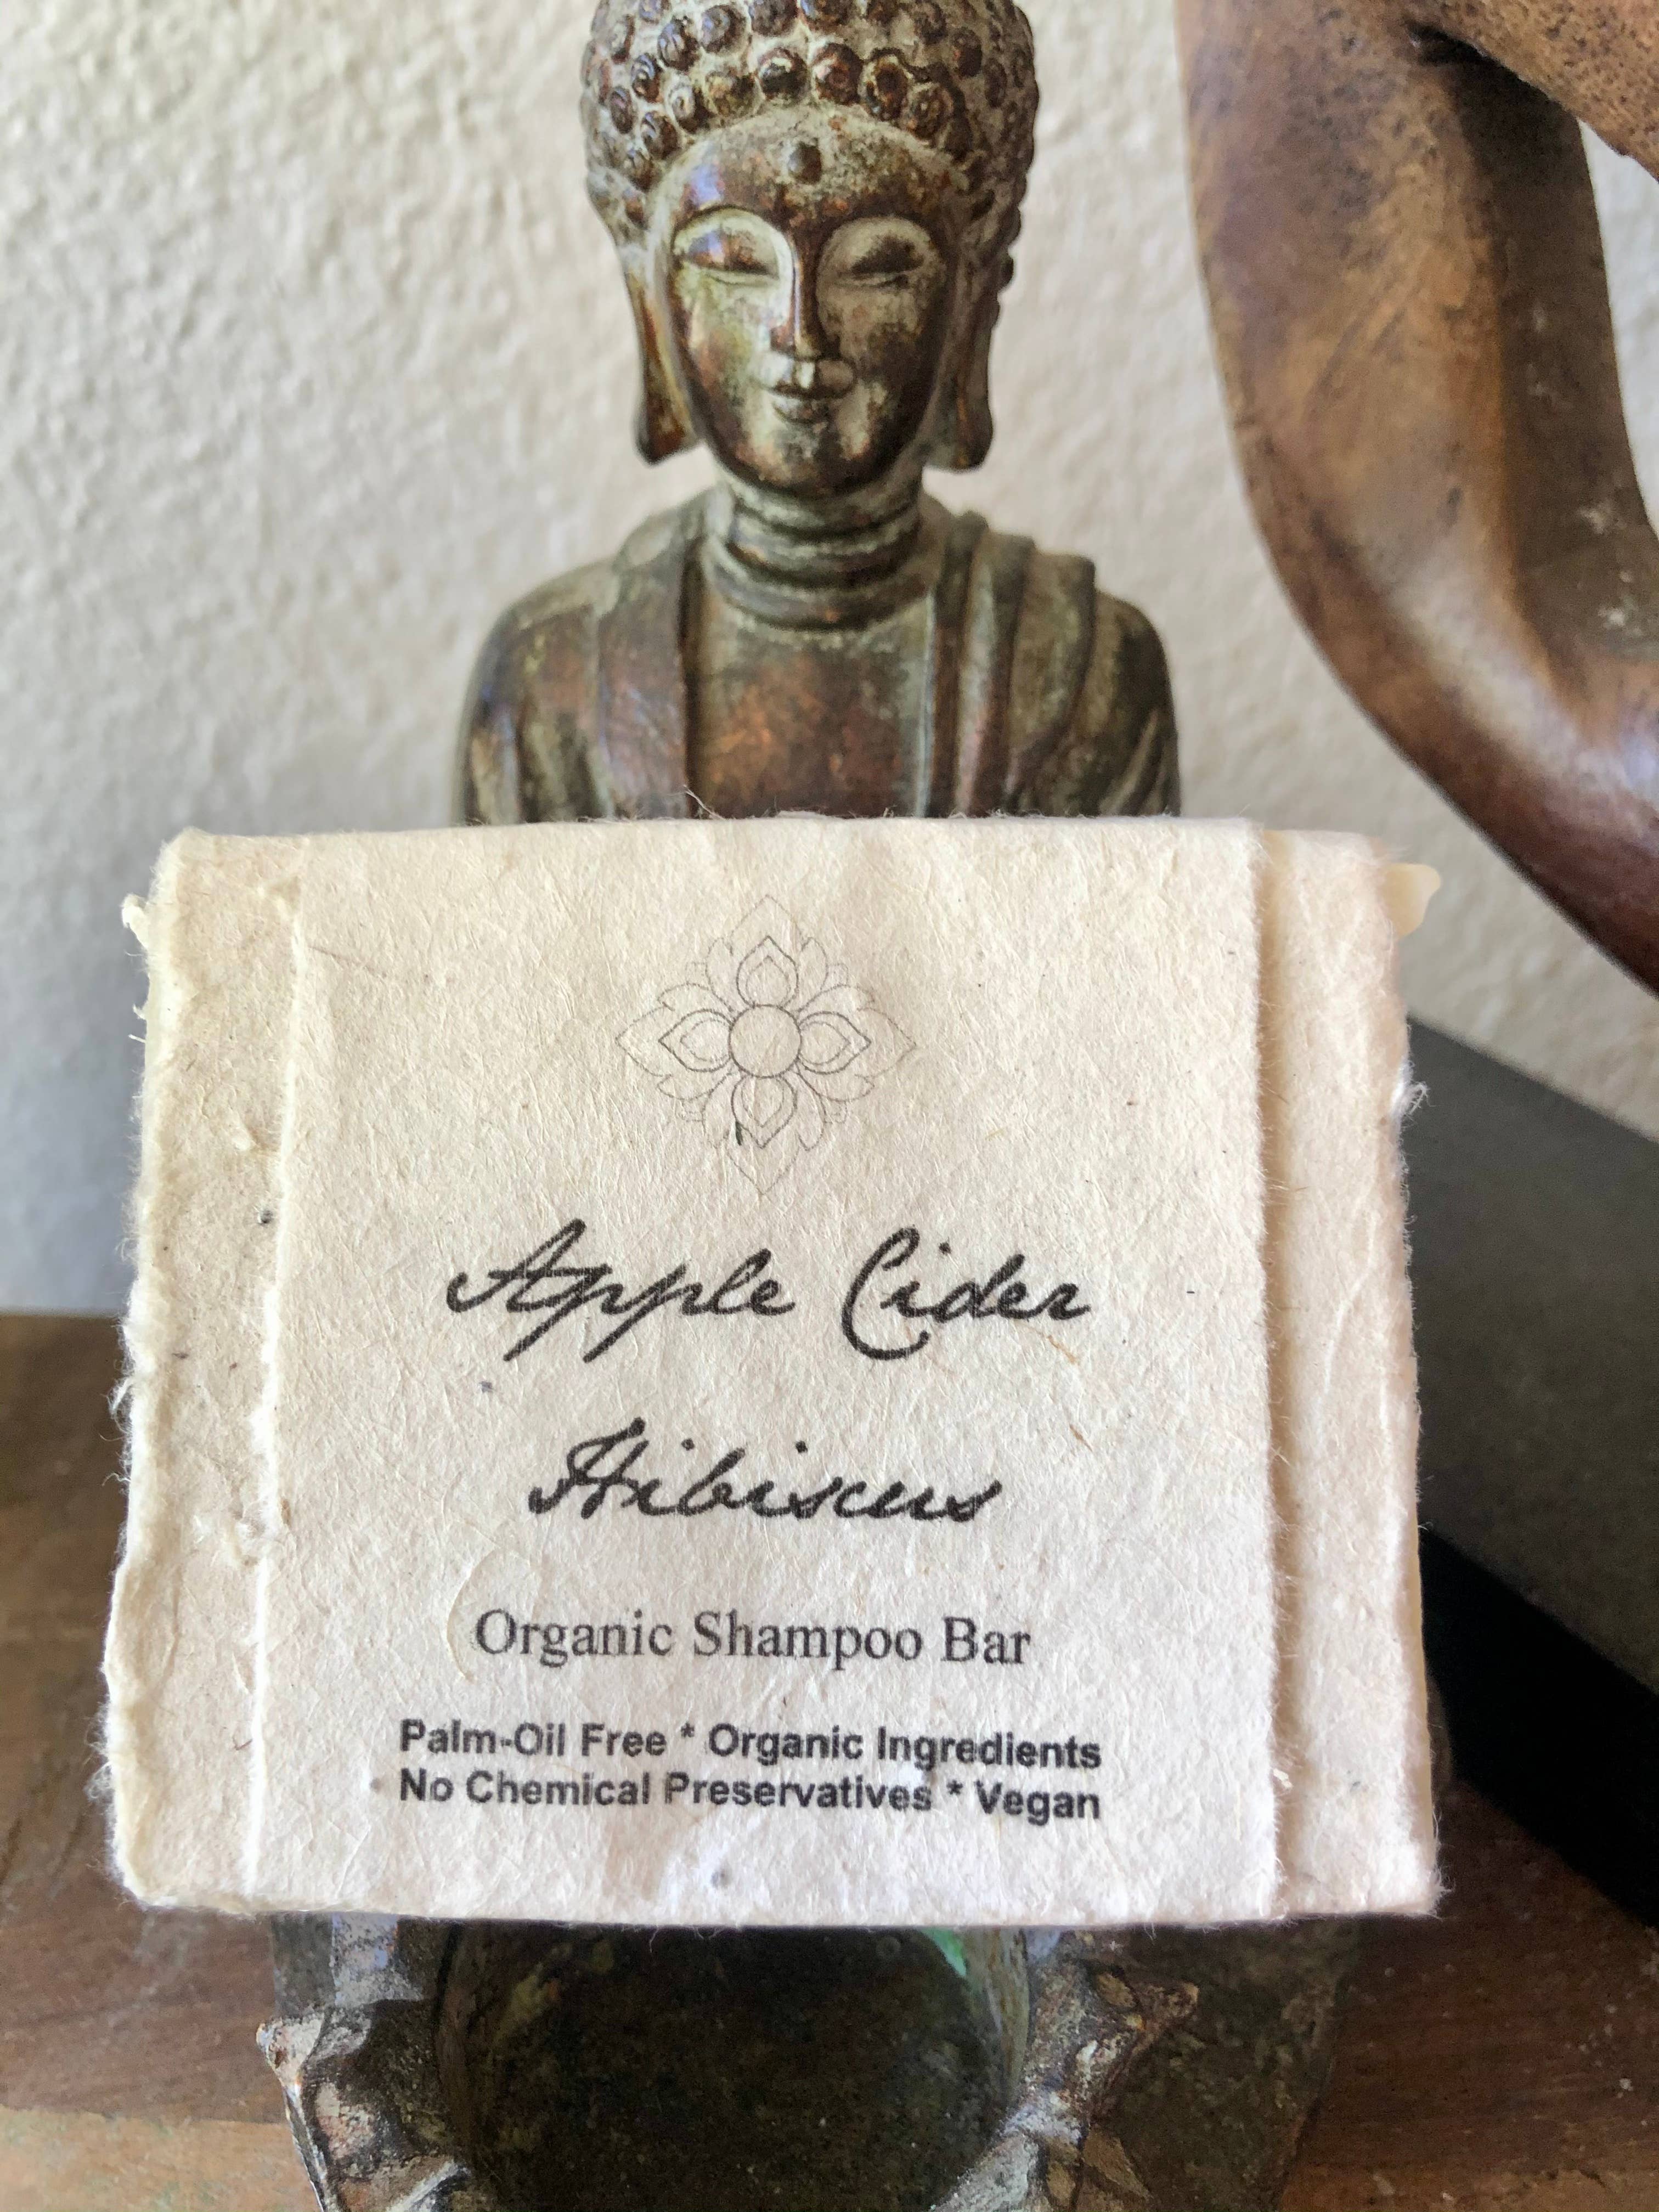 Apple Cider
Hibiscus
Organic Shampoo Bar
Palm-Oil Free * Organic Ingredients
No Chemical Preservatives * Vegan